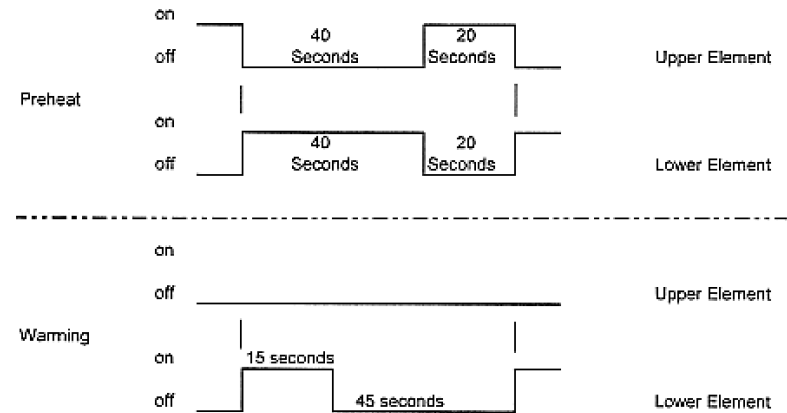 on
40 20
off Seconds Seconds Upper Element
Preheat
on
40 20
off Seconds Seconds Lower Element
on
off Upper Element
Warming
on 15 seconds
off 45 seconds Lower Element